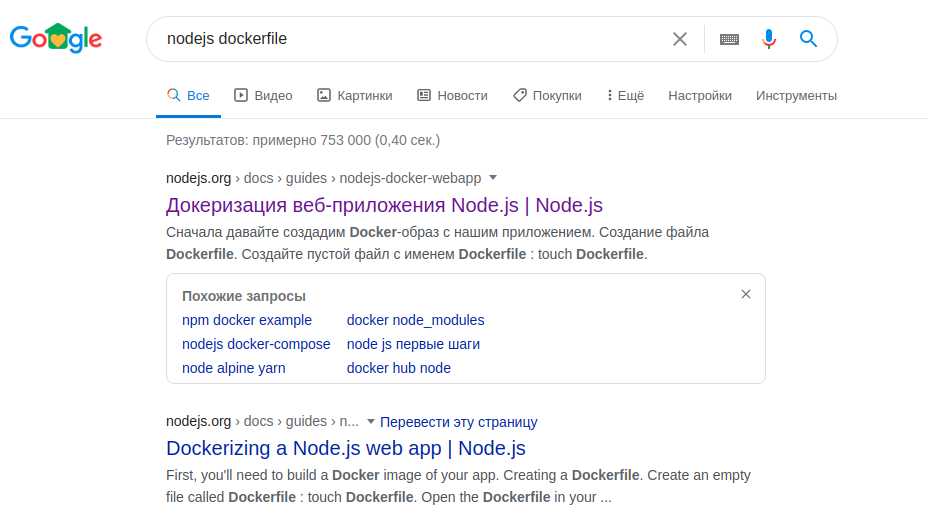 Google
nodejs dockerfile
Все Видео Картинки Новости Покупки Ещё Настройки Инструменты
Результатов: примерно 753 000 (0,40 сек.)
nodejs.org › docs › guides › nodejs-docker-webapp
Докеризация веб-приложения Node.js | Node.js
Сначала давайте создадим Docker-образ с нашим приложением. Создание файла
Dockerfile. Создайте пустой файл с именем Dockerfile : touch Dockerfile.
Похожие запросы
npm docker example docker node_modules
nodejs docker-compose node js первые шаги
node alpine yarn docker hub node
nodejs.org › docs › guides › n... Перевести эту страницу
Dockerizing a Node.js web app | Node.js
First, you'll need to build a Docker image of your app. Creating a Dockerfile. Create an empty
file called Dockerfile : touch Dockerfile. Open the Dockerfile in your ...